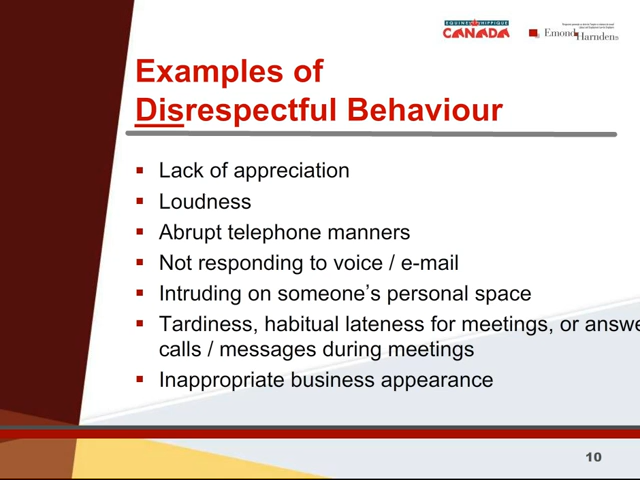 EQUINE HIPPIQUE
CANADA
Emond Harnden
Examples of
Disrespectful Behaviour
▪ Lack of appreciation
▪ Loudness
▪ Abrupt telephone manners
▪ Not responding to voice / e-mail
▪ Intruding on someone’s personal space
▪ Tardiness, habitual lateness for meetings, or answe
calls / messages during meetings
▪ Inappropriate business appearance
10